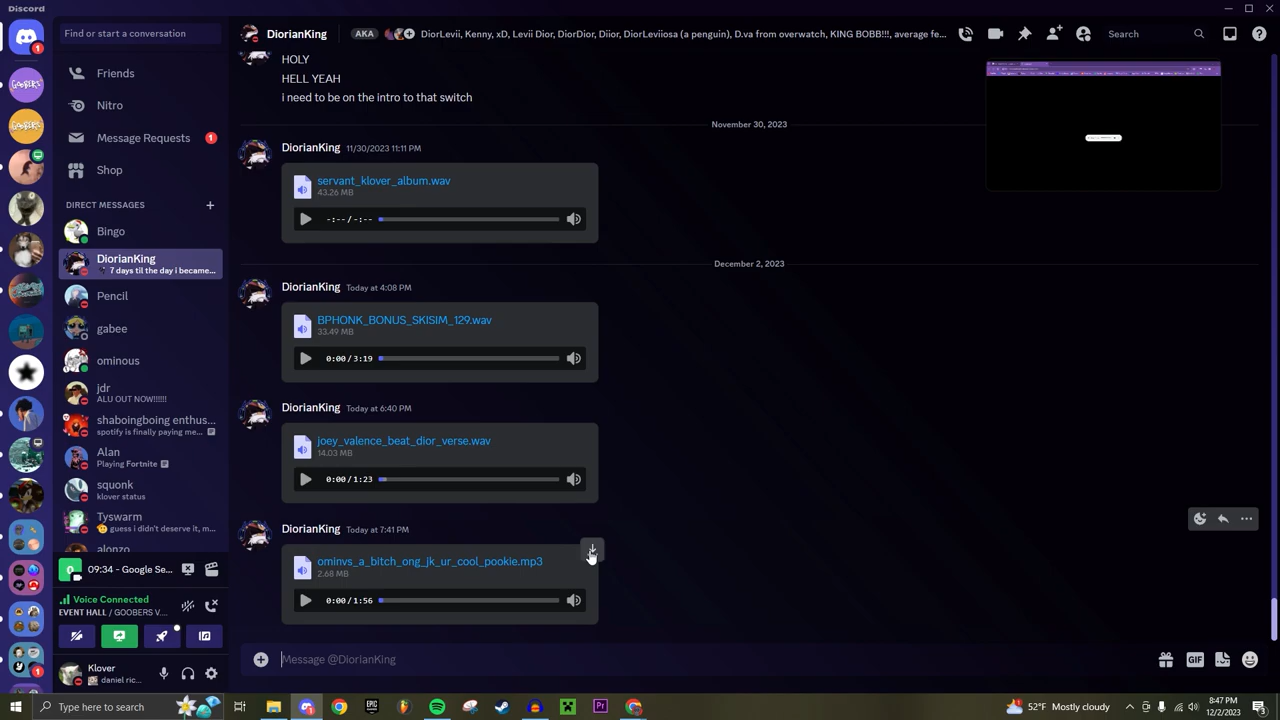 Discord
Find or start a conversation
DiorianKing
AKA
DiorLevii, Kenny, xD, Levii Dior, DiorDior, Diior, DiorLeviiosa (a penguin), D.va from overwatch, KING BOBB!!!, average fe...
Search
1
GOOBERS
GOOBERS
Friends
Nitro
Message Requests
1
Shop
DIRECT MESSAGES
Bingo
DiorianKing
7 days til the day i became...
Pencil
gabee
ominous
jdr
ALU OUT NOW!!!!!!
shaboingboing enthus...
spotify is finally paying me...
Alan
Playing Fortnite
squonk
klover status
Tyswarm
guess i didn't deserve it, m...
alonzo
09:34 - Google Se...
Voice Connected
EVENT HALL / GOOBERS V...
Klover
daniel ric...
1
HOLY
HELL YEAH
i need to work on the intro to that switch
November 30, 2023
DiorianKing 11/30/2023 11:11 PM
servant_klover_album.wav
43.26 MB
-:-- / -:--
December 2, 2023
DiorianKing Today at 4:08 PM
BPHONK_BONUS_SKISIM_129.wav
33.49 MB
0:00 / 3:19
DiorianKing Today at 6:40 PM
joey_valence_beat_dior_verse.wav
14.03 MB
0:00 / 1:23
DiorianKing Today at 7:41 PM
omInvs_a_bitch_ong_jk_ur_cool_pookie.mp3
2.68 MB
0:00 / 1:56
Message @DiorianKing
GIF
Type here to search
EPIC
Pr
52°F Mostly cloudy
8:47 PM
12/2/2023